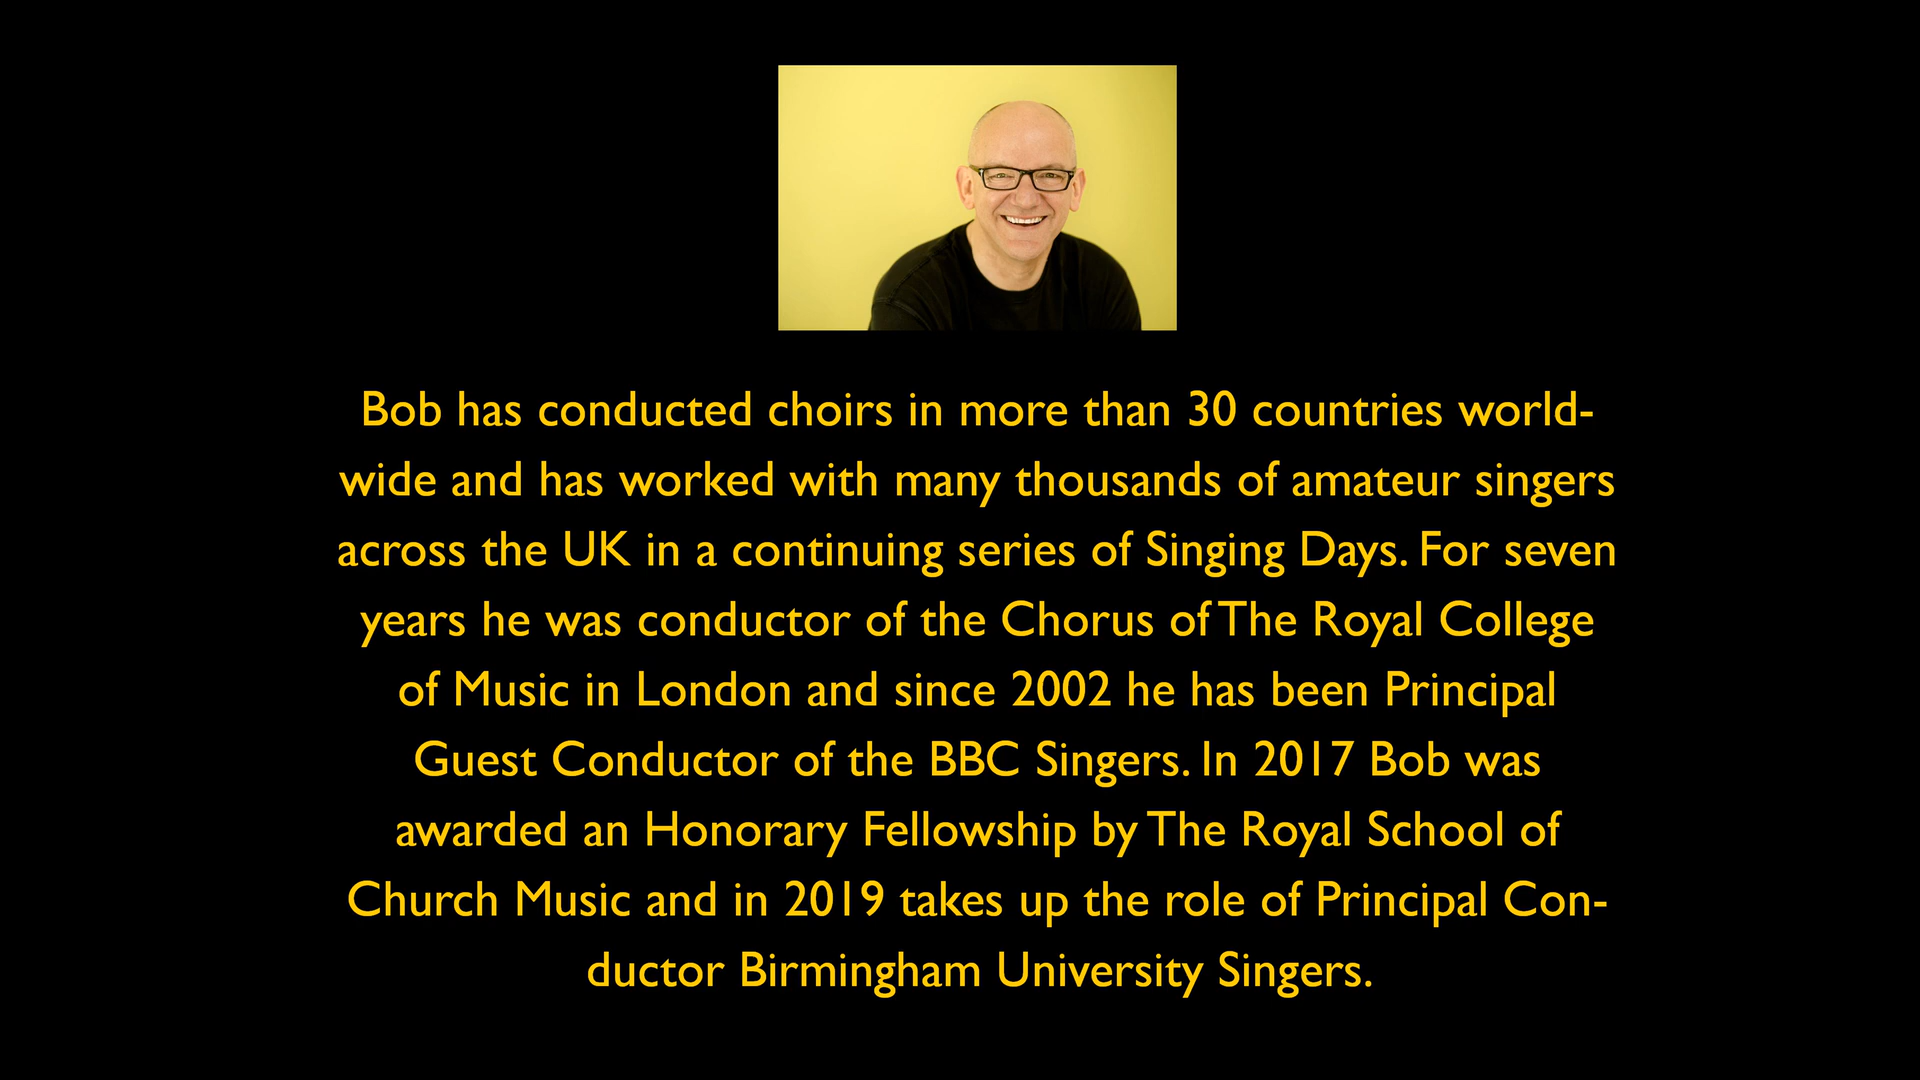 Bob has conducted choirs in more than 30 countries world-
wide and has worked with many thousands of amateur singers
across the UK in a continuing series of Singing Days. For seven
years he was conductor of the Chorus of The Royal College
of Music in London and since 2002 he has been Principal
Guest Conductor of the BBC Singers. In 2017 Bob was
awarded an Honorary Fellowship by The Royal School of
Church Music and in 2019 takes up the role of Principal Con-
ductor Birmingham University Singers.